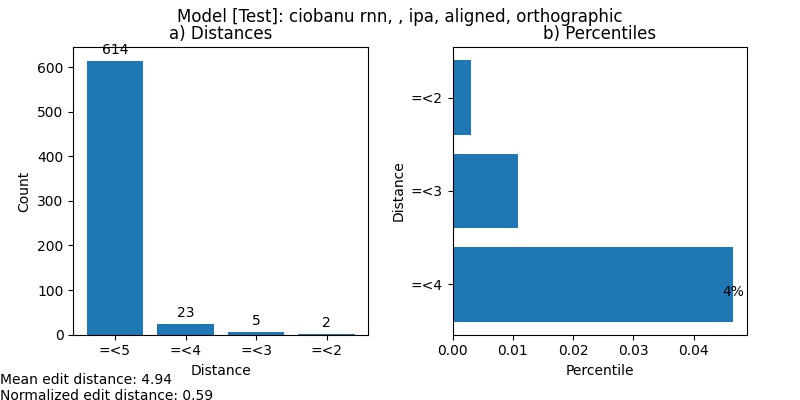 Model [Test]: ciobanu rnn, , ipa, aligned, orthographic
a) Distances
614
23
5
2
600
500
400
300
200
100
0
Count
=<5 =<4 =<3 =<2
Distance
b) Percentiles
=<2
=<3
=<4
4%
Distance
0.00 0.01 0.02 0.03 0.04
Percentile
Mean edit distance: 4.94
Normalized edit distance: 0.59